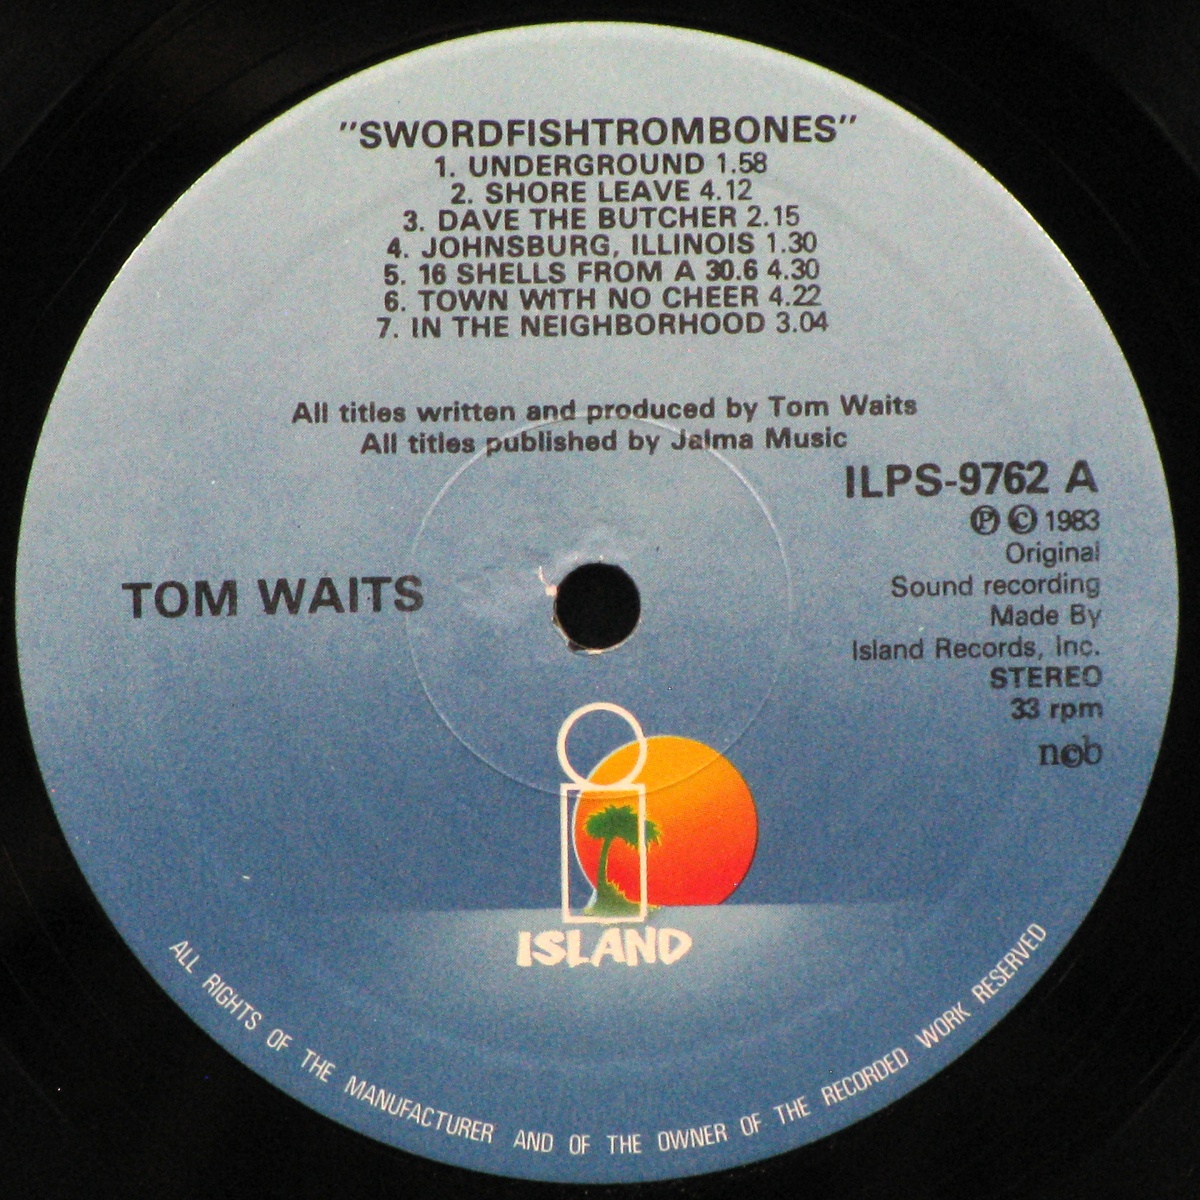 "SWORDFISHTROMBONES"
1. UNDERGROUND 1.58
2. SHORE LEAVE 4.12
3. DAVE THE BUTCHER 2.15
4. JOHNSBURG, ILLINOIS 1.30
5. 16 SHELLS FROM A 30.6 4.30
6. TOWN WITH NO CHEER 4.22
7. IN THE NEIGHBORHOOD 3.04
All titles written and produced by Tom Waits
All titles published by Jalma Music
ILPS-9762 A
Ⓟ © 1983
Original
Sound recording
Made By
Island Records, Inc.
STEREO
33 rpm
ncb
TOM WAITS
ISLAND
ALL RIGHTS OF THE MANUFACTURER AND OF THE OWNER OF THE RECORDED WORK RESERVED